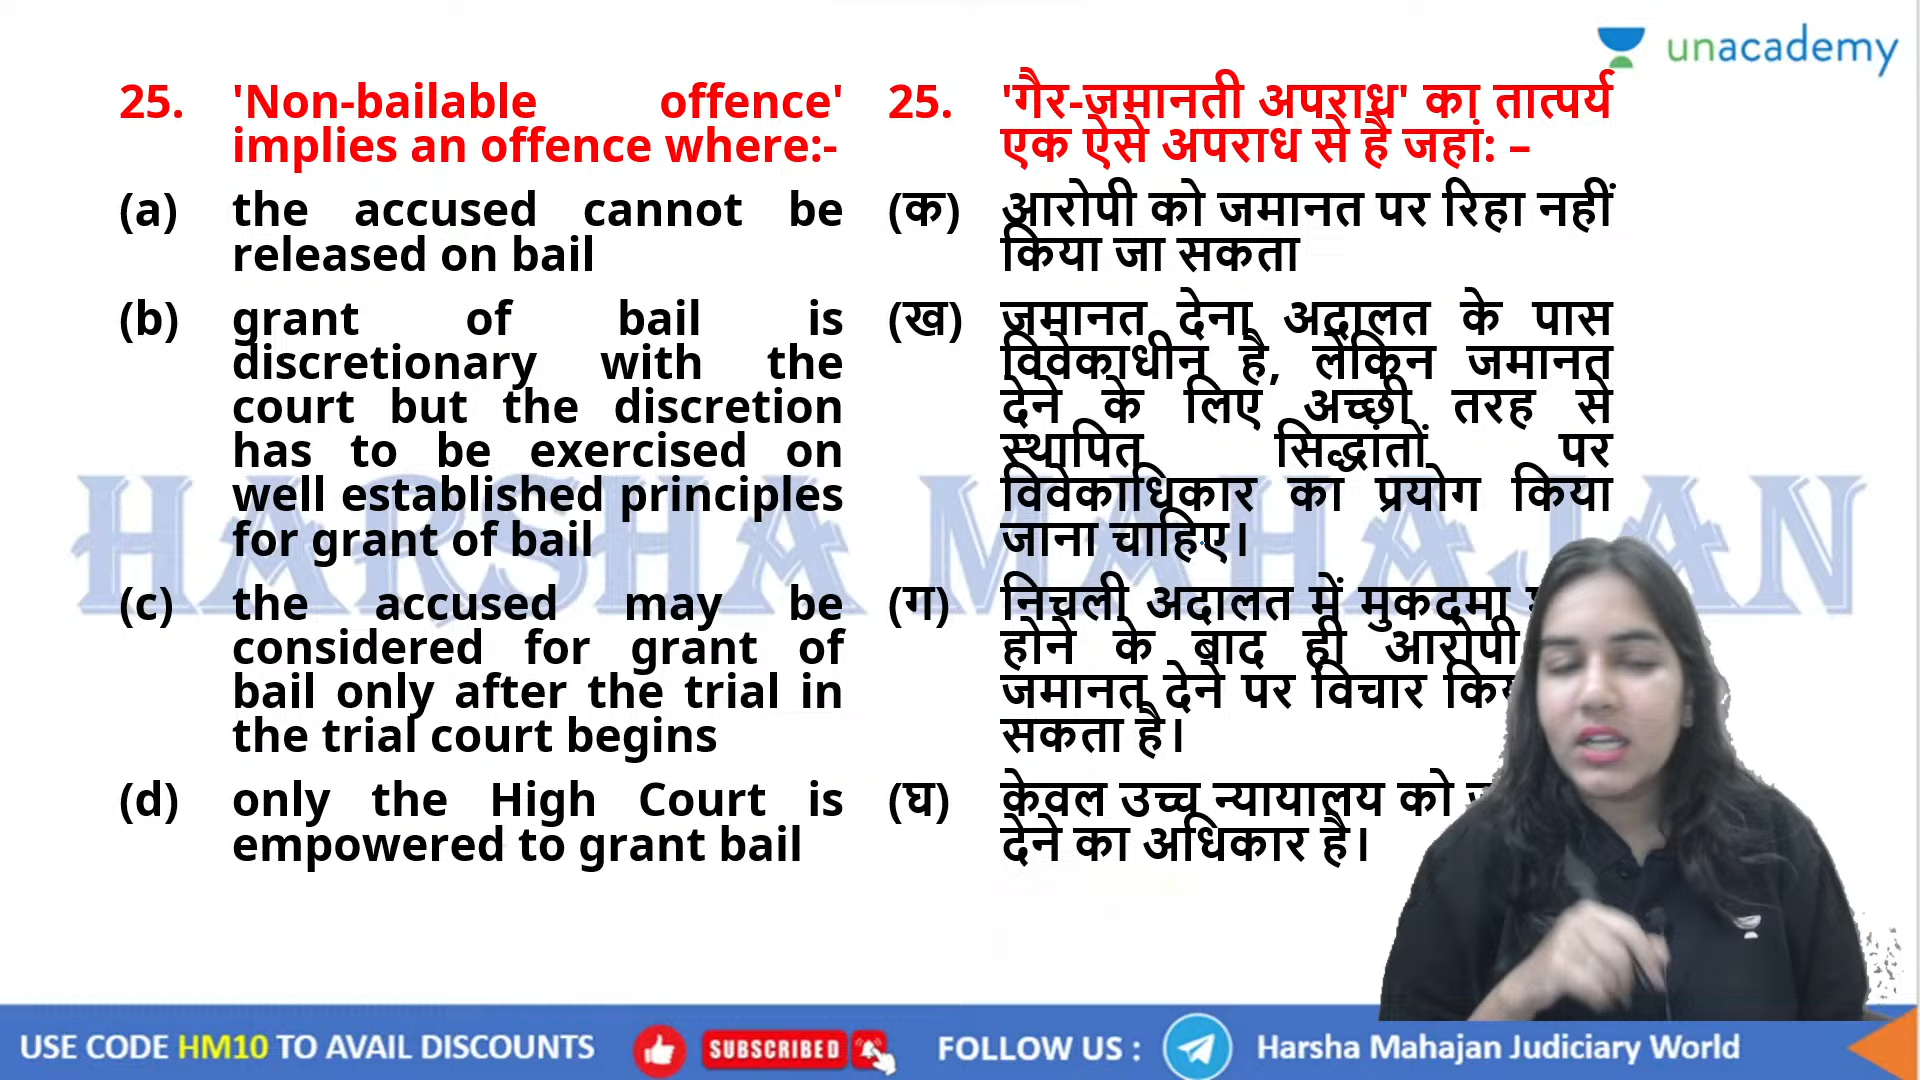 unacademy
25. 'Non-bailable offence'
implies an offence where:-
(a) the accused cannot be
released on bail
(b) grant of bail is
discretionary with the
court but the discretion
has to be exercised on
well established principles
for grant of bail
(c) the accused may be
considered for grant of
bail only after the trial in
the trial court begins
(d) only the High Court is
empowered to grant bail
25. 'गैर-जमानती अपराध' का तात्पर्य
एक ऐसे अपराध से है जहां: –
(क) आरोपी को जमानत पर रिहा नहीं
किया जा सकता
(ख) जमानत देना अदालत के पास
विवेकाधीन है, लेकिन जमानत
देने के लिए अच्छी तरह से
स्थापित सिद्धांतों पर
विवेकाधिकार का प्रयोग किया
जाना चाहिए।
(ग) निचली अदालत में मुकदमा
होने के बाद ही आरोपी
जमानत देने पर विचार
सकता है।
(घ) केवल उच्च न्यायालय को
देने का अधिकार है।
HARSHA MAHAJAN
USE CODE HM10 TO AVAIL DISCOUNTS
SUBSCRIBED
FOLLOW US :
Harsha Mahajan Judiciary World